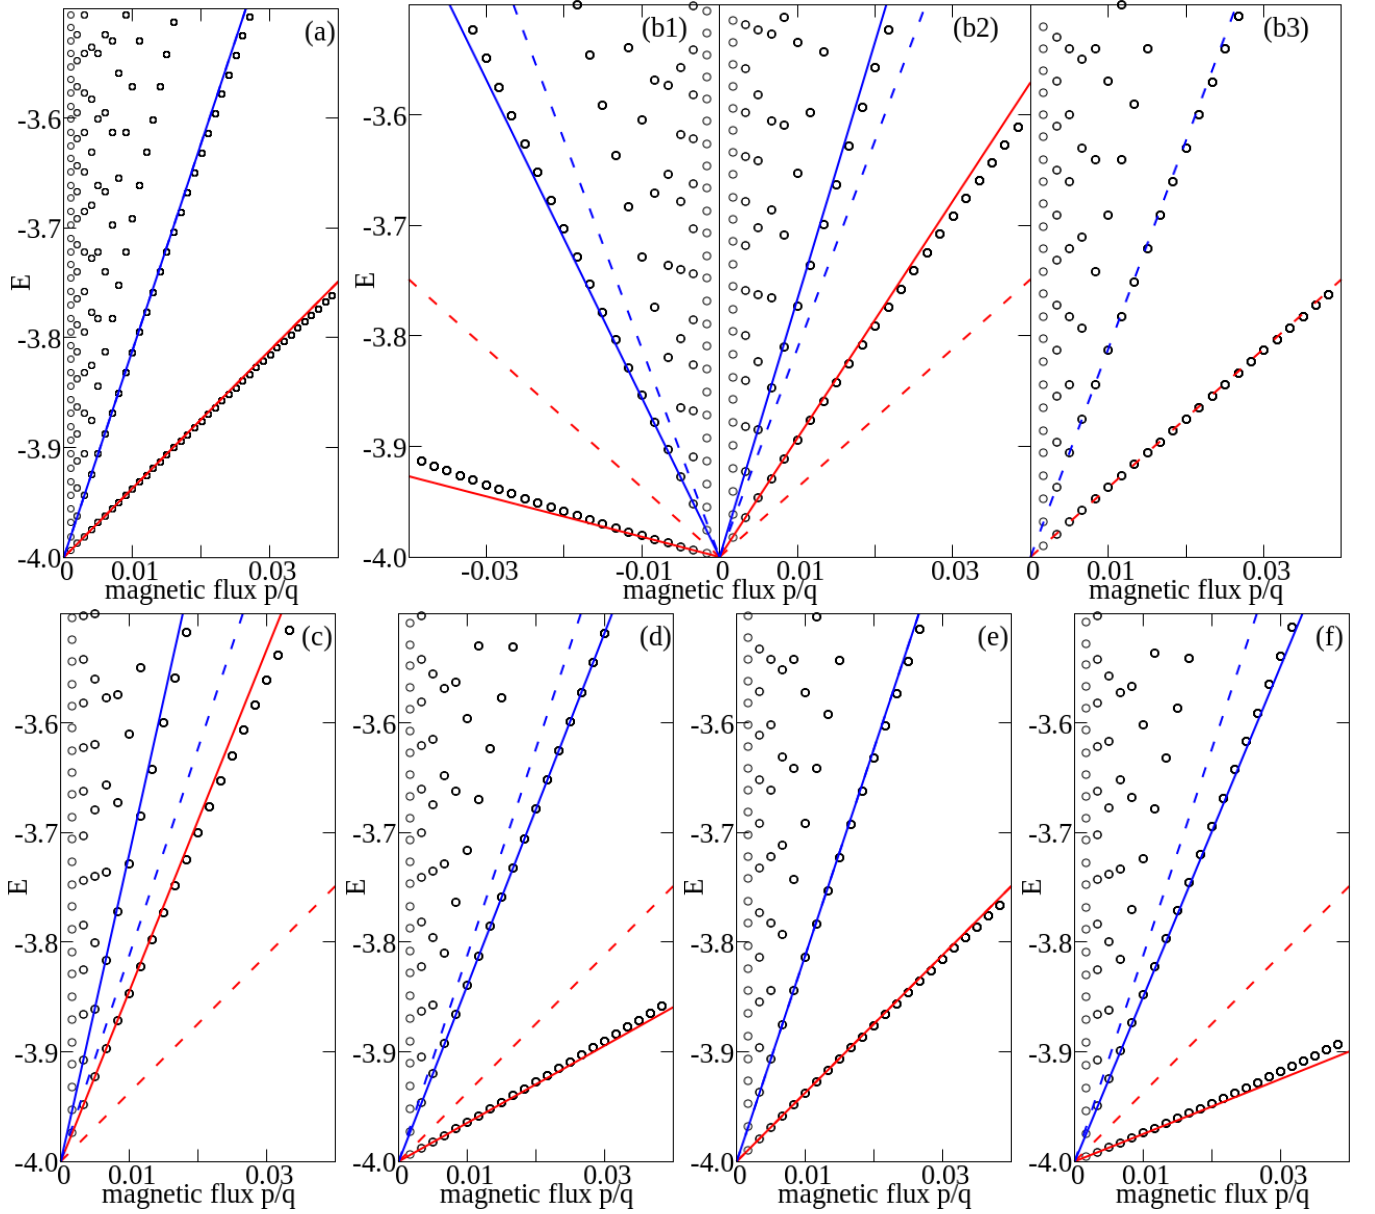 (a) (b1) (b2) (b3)
-3.6 -3.6
-3.7 -3.7
E E
-3.8 -3.8
-3.9 -3.9
-4.0 -4.0
0 0.01 0.03 -0.03 -0.01 0 0.01 0.03 0 0.01 0.03
magnetic flux p/q magnetic flux p/q magnetic flux p/q
(c) (d) (e) (f)
-3.6 -3.6 -3.6 -3.6
-3.7 -3.7 -3.7 -3.7
E E E E
-3.8 -3.8 -3.8 -3.8
-3.9 -3.9 -3.9 -3.9
-4.0 -4.0 -4.0 -4.0
0 0.01 0.03 0 0.01 0.03 0 0.01 0.03 0 0.01 0.03
magnetic flux p/q magnetic flux p/q magnetic flux p/q magnetic flux p/q